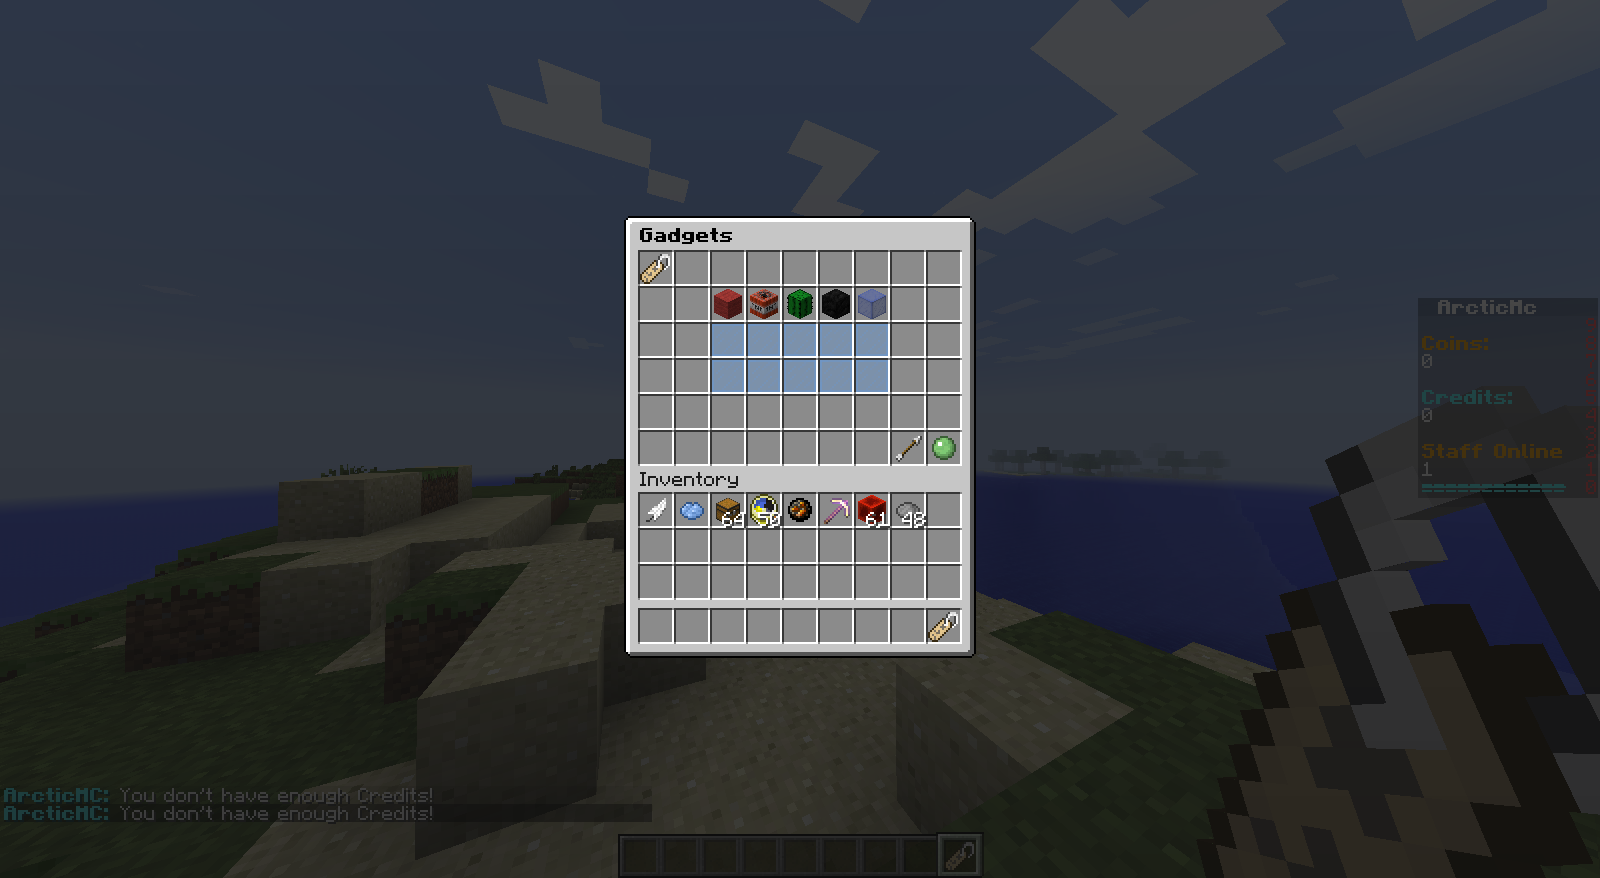 Gadgets
ArcticMc
Coins:
0
Credits:
0
Staff Online
1
Inventory
64
50
61
48
ArcticMC: You don't have enough Credits!
ArcticMC: You don't have enough Credits!